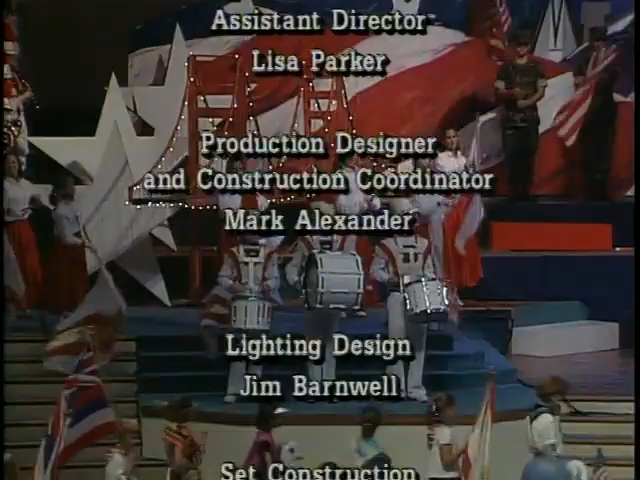 Assistant Director
Lisa Parker
Production Designer
and Construction Coordinator
Mark Alexander
Lighting Design
Jim Barnwell
Set Construction